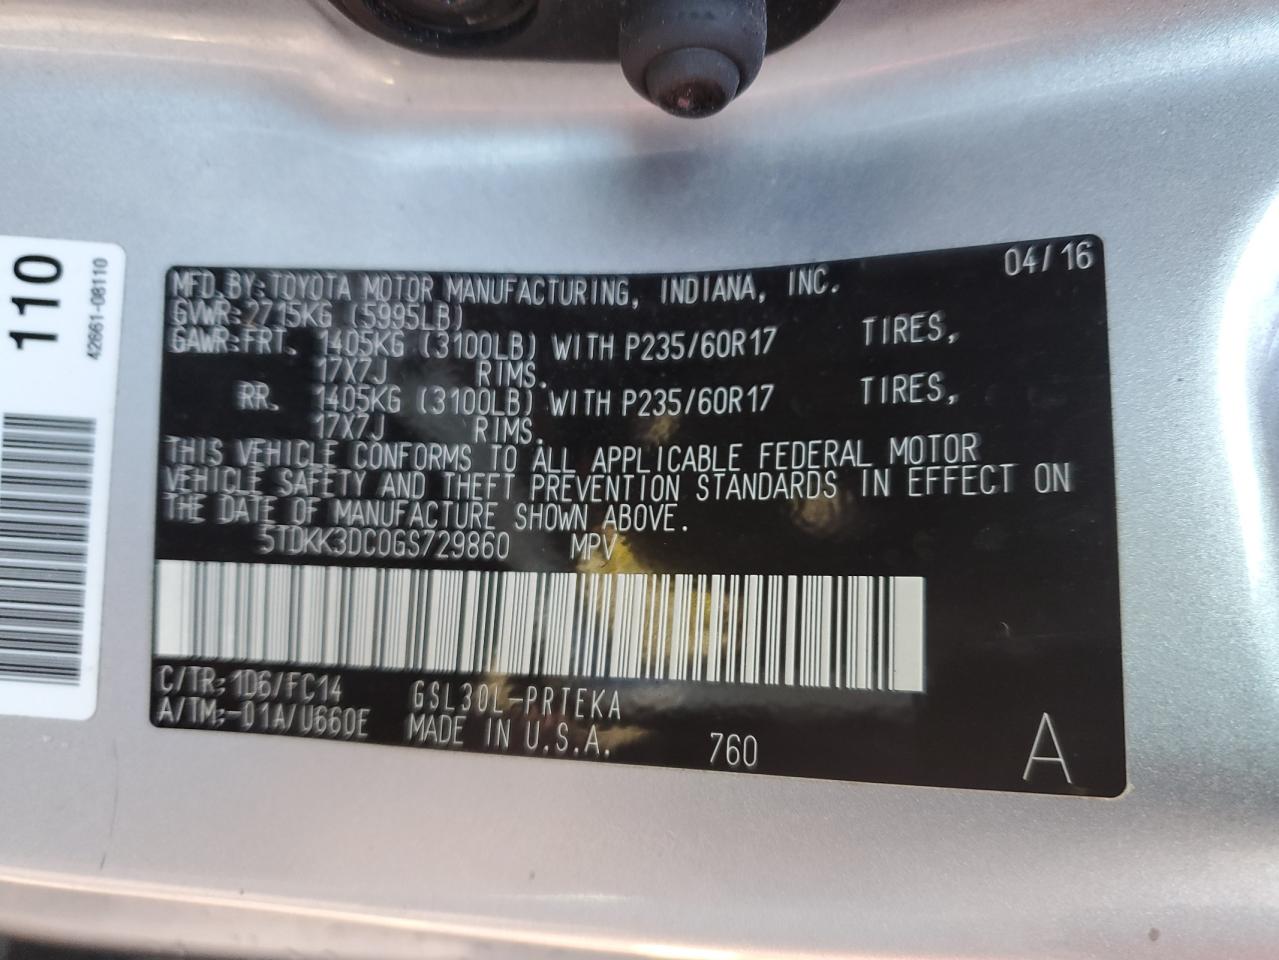 110
42661-08110
04/16
MFD.BY:TOYOTA MOTOR MANUFACTURING, INDIANA, INC.
GVWR:2715KG (5995LB)
GAWR:FRT. 1405KG (3100LB) WITH P235/60R17 TIRES,
17X7J RIMS.
RR. 1405KG (3100LB) WITH P235/60R17 TIRES,
17X7J RIMS.
THIS VEHICLE CONFORMS TO ALL APPLICABLE FEDERAL MOTOR
VEHICLE SAFETY AND THEFT PREVENTION STANDARDS IN EFFECT ON
THE DATE OF MANUFACTURE SHOWN ABOVE.
5TDKK3DC0GS729860 MPV
C/TR:1D6/FC14 GSL30L-PRTEKA
A/TM:-01A/U660E MADE IN U.S.A. 760 A